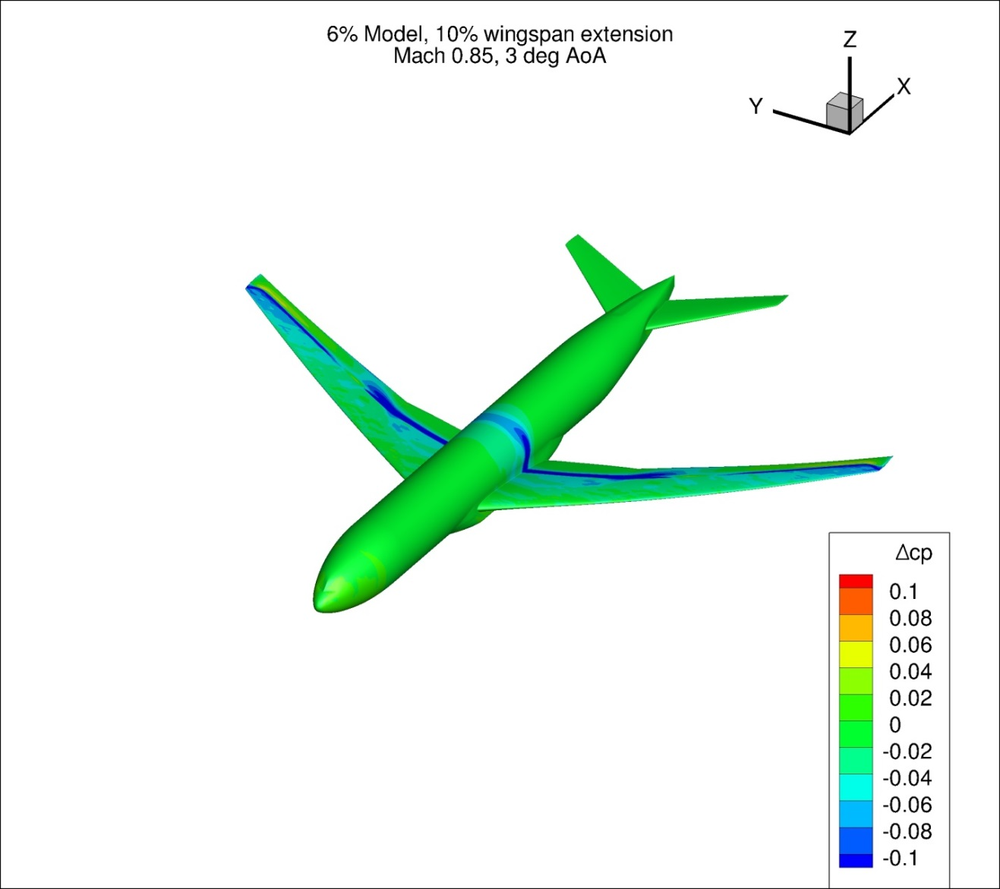 6% Model, 10% wingspan extension
Mach 0.85, 3 deg AoA
Z
X
Y
Δcp
0.1
0.08
0.06
0.04
0.02
0
-0.02
-0.04
-0.06
-0.08
-0.1